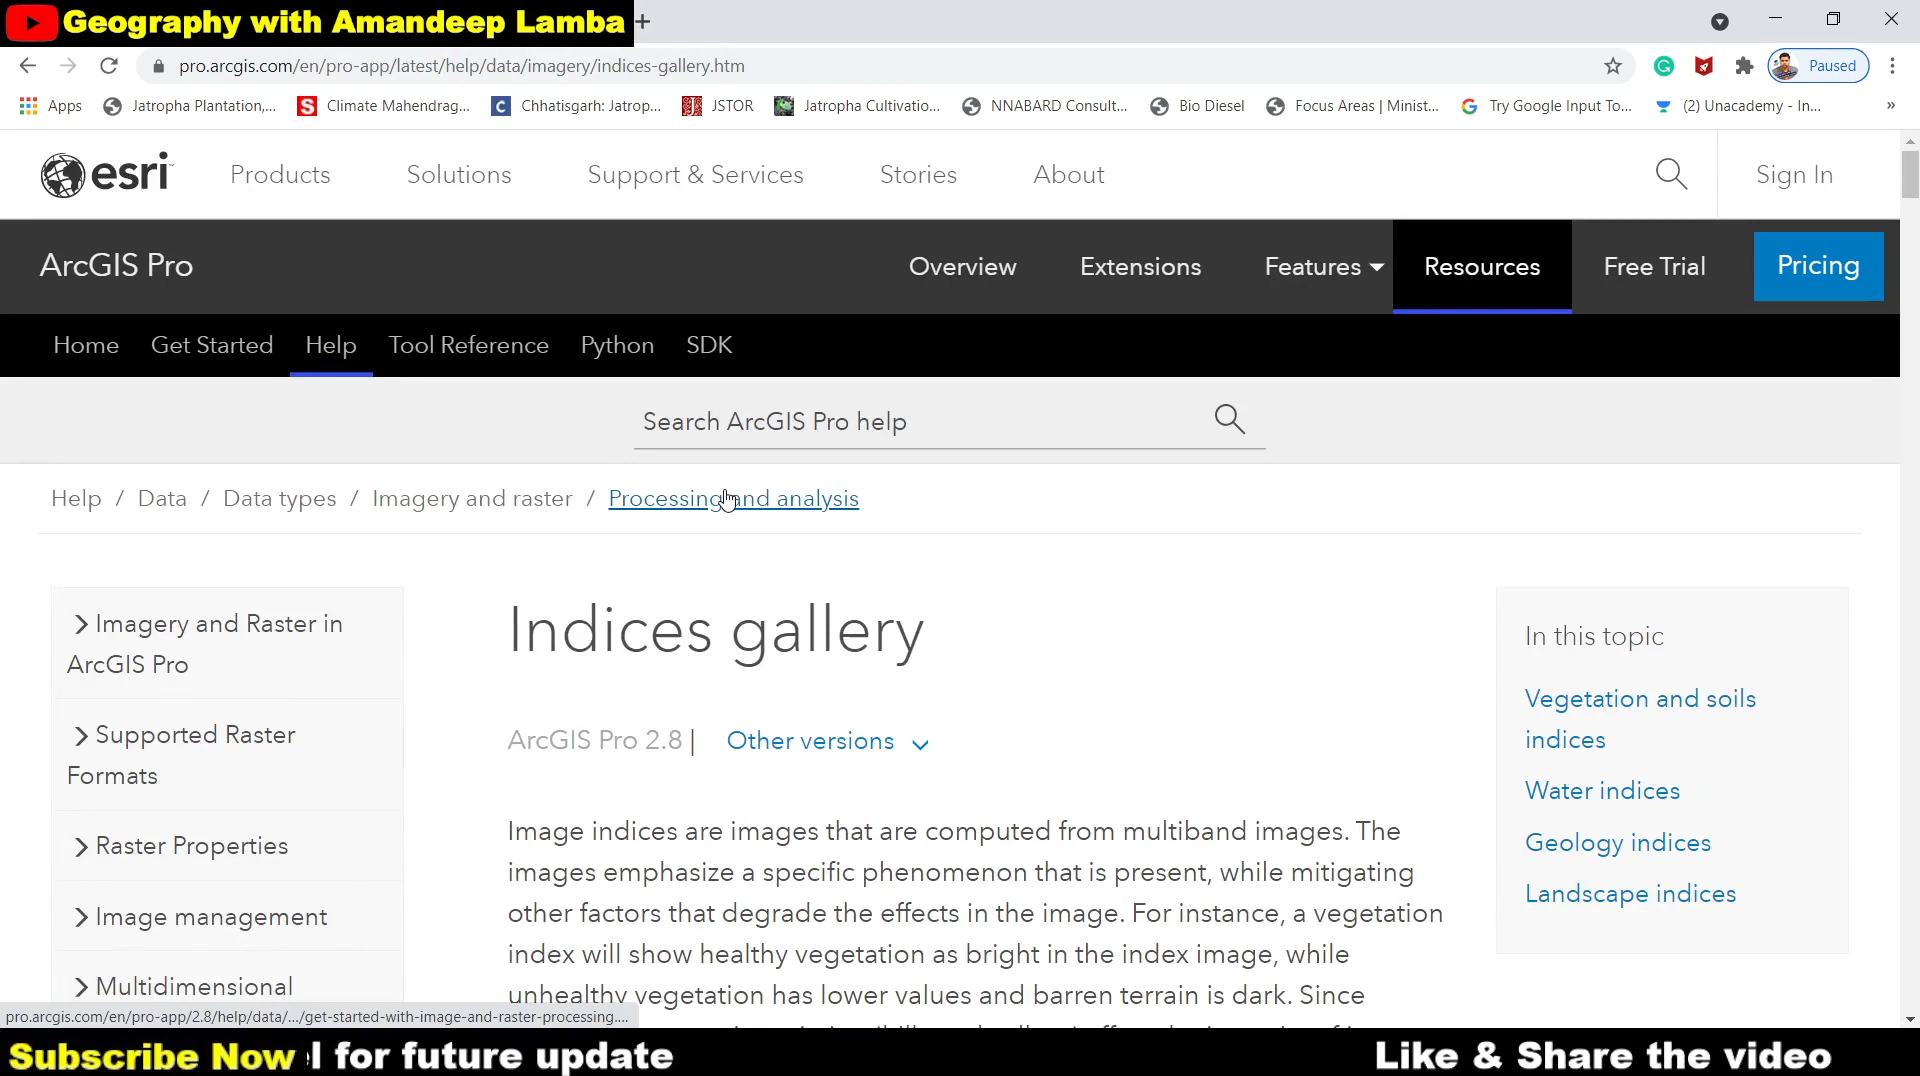 Geography with Amandeep Lamba
pro.arcgis.com/en/pro-app/latest/help/data/imagery/indices-gallery.htm
Paused
Apps
Jatropha Plantation,...
Climate Mahendrag...
Chhatisgarh: Jatrop...
JSTOR
Jatropha Cultivatio...
NNABARD Consult...
Bio Diesel
Focus Areas | Minist...
Try Google Input To...
(2) Unacademy - In...
esri
Products
Solutions
Support & Services
Stories
About
Sign In
ArcGIS Pro
Overview
Extensions
Features
Resources
Free Trial
Pricing
Home
Get Started
Help
Tool Reference
Python
SDK
Search ArcGIS Pro help
Help / Data / Data types / Imagery and raster / Processing and analysis
Imagery and Raster in
ArcGIS Pro
Supported Raster
Formats
Raster Properties
Image management
Multidimensional
Indices gallery
ArcGIS Pro 2.8 | Other versions
Image indices are images that are computed from multiband images. The
images emphasize a specific phenomenon that is present, while mitigating
other factors that degrade the effects in the image. For instance, a vegetation
index will show healthy vegetation as bright in the index image, while
unhealthy vegetation has lower values and barren terrain is dark. Since
In this topic
Vegetation and soils
indices
Water indices
Geology indices
Landscape indices
pro.arcgis.com/en/pro-app/2.8/help/data/.../get-started-with-image-and-raster-processing....
Subscribe Now l for future update
Like & Share the video